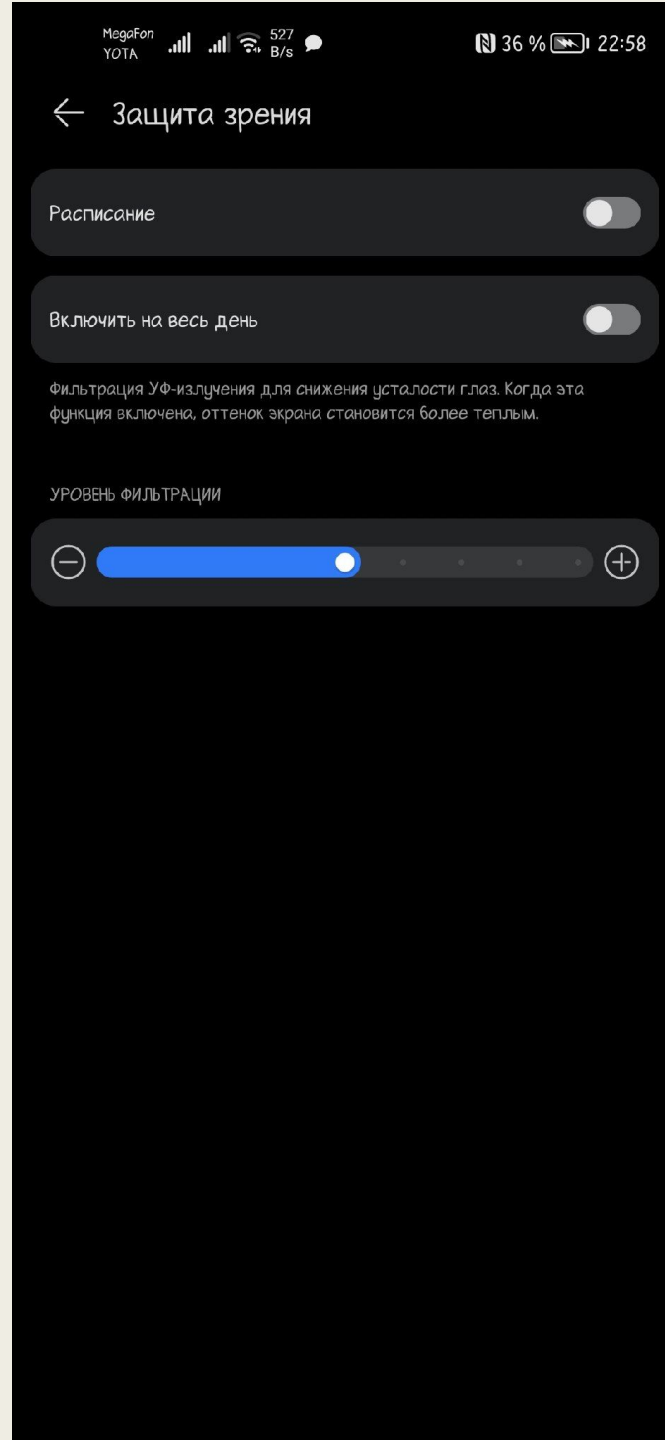 MegaFon 527 B/s 36 % 22:58
YOTA
Защита зрения
Расписание
Включить на весь день
Фильтрация УФ-излучения для снижения усталости глаз. Когда эта
функция включена, оттенок экрана становится более теплым.
УРОВЕНЬ ФИЛЬТРАЦИИ